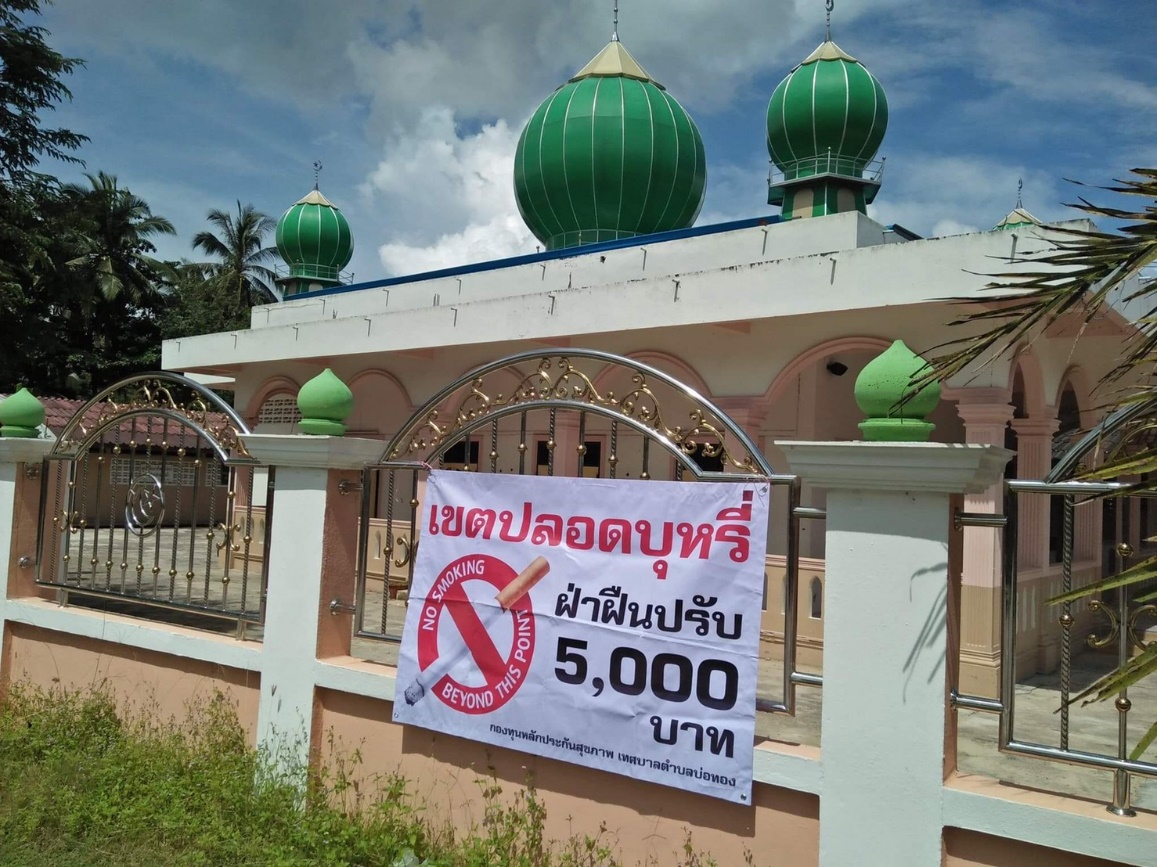 เขตปลอดบุหรี่
NO SMOKING
BEYOND THIS POINT
ฝ่าฝืนปรับ
5,000
บาท
กองทุนหลักประกันสุขภาพ เทศบาลตำบลบ่อทอง